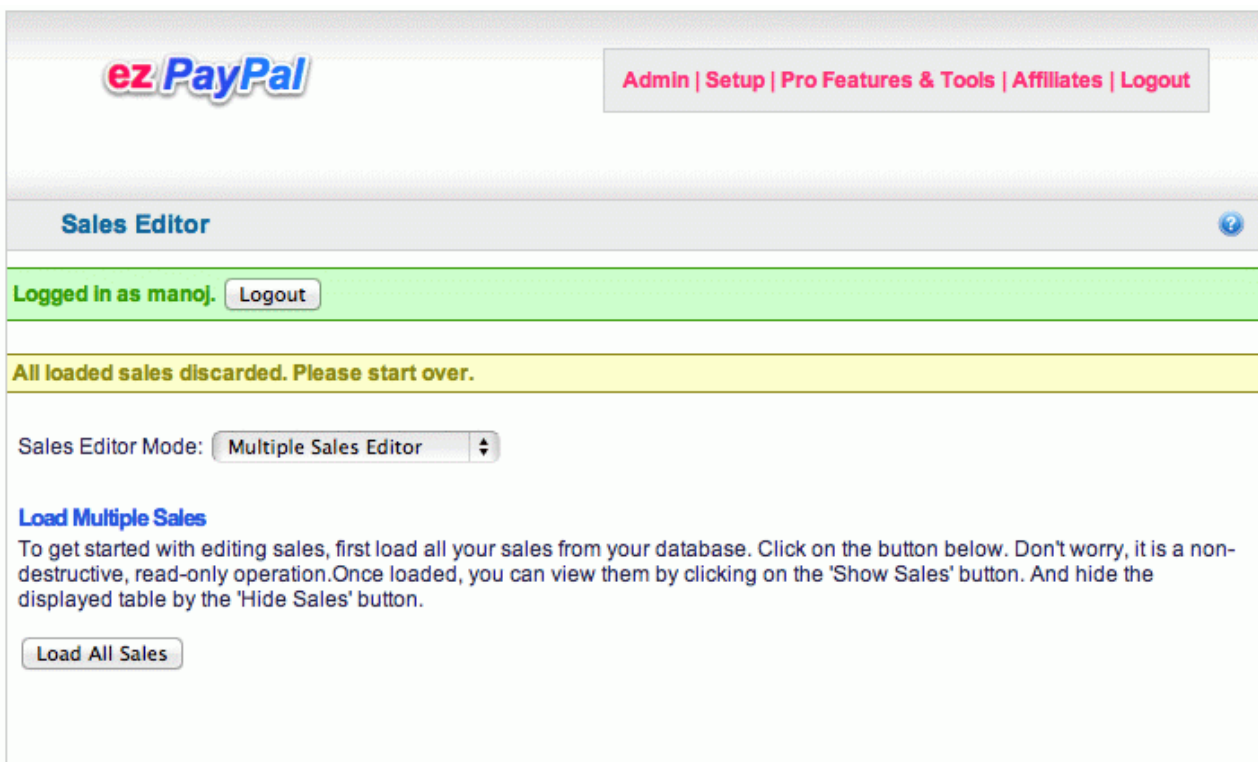 ez PayPal
Admin | Setup | Pro Features & Tools | Affiliates | Logout
Sales Editor
?
Logged in as manoj. Logout
All loaded sales discarded. Please start over.
Sales Editor Mode: Multiple Sales Editor
Load Multiple Sales
To get started with editing sales, first load all your sales from your database. Click on the button below. Don't worry, it is a non-
destructive, read-only operation.Once loaded, you can view them by clicking on the 'Show Sales' button. And hide the
displayed table by the 'Hide Sales' button.
Load All Sales